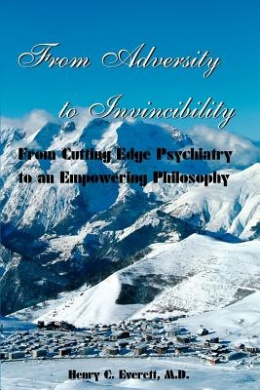 From Adversity
to Invincibility
From Cutting Edge Psychiatry
to an Empowering Philosophy
Henry C. Everett, M.D.